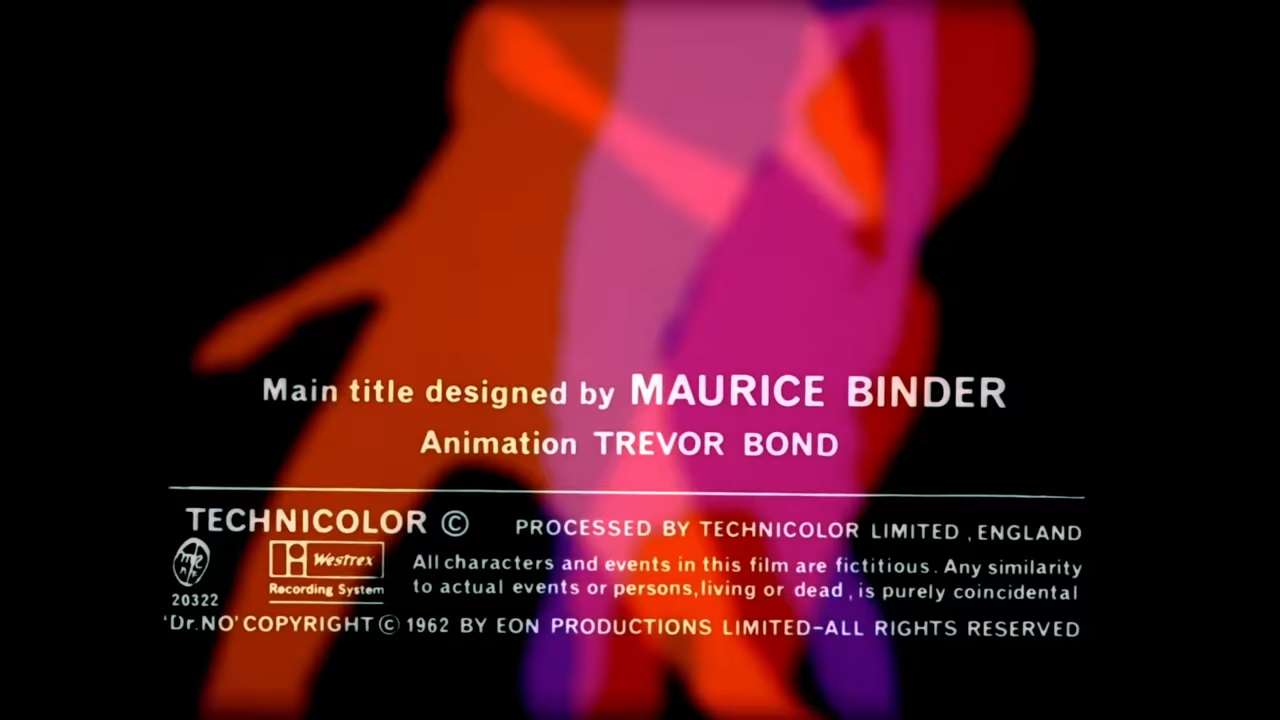 Main title designed by MAURICE BINDER
Animation TREVOR BOND
TECHNICOLOR © PROCESSED BY TECHNICOLOR LIMITED, ENGLAND
Westrex
All characters and events in this film are fictitious. Any similarity
Recording System
to actual events or persons, living or dead, is purely coincidental
20322
'Dr. NO' COPYRIGHT © 1962 BY EON PRODUCTIONS LIMITED-ALL RIGHTS RESERVED